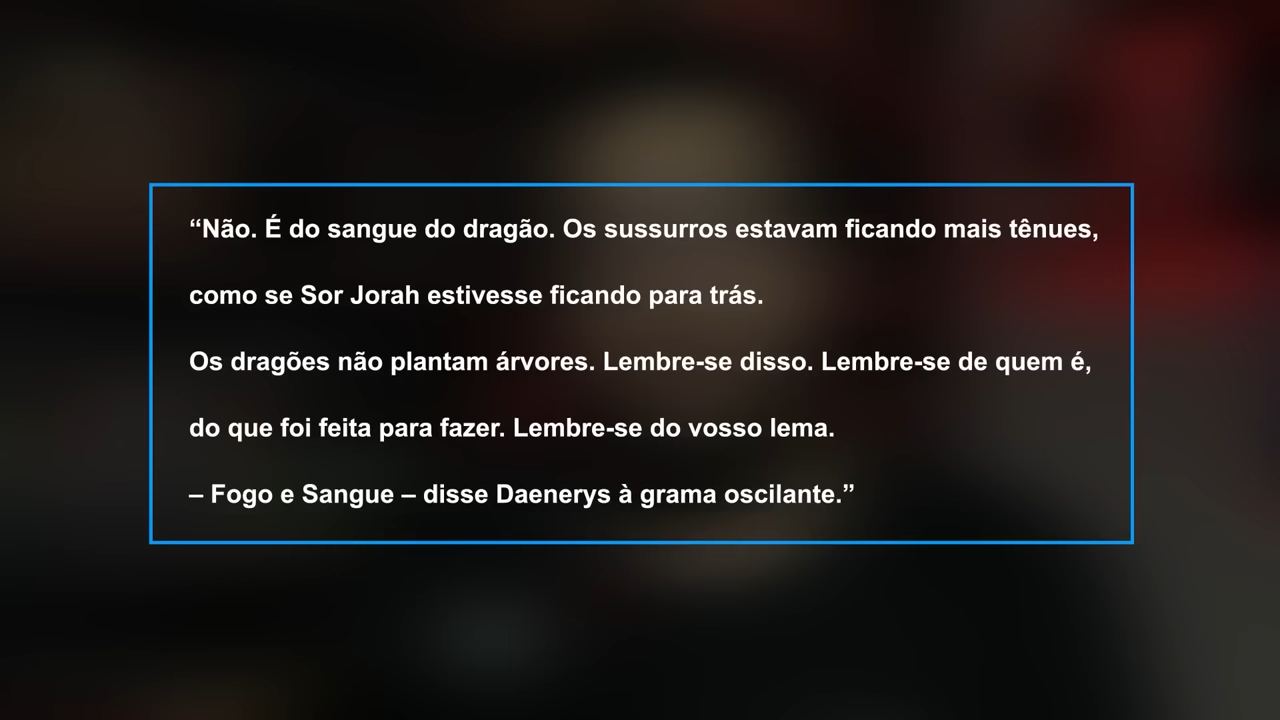 “Não. É do sangue do dragão. Os sussurros estavam ficando mais tênues,
como se Sor Jorah estivesse ficando para trás.
Os dragões não plantam árvores. Lembre-se disso. Lembre-se de quem é,
do que foi feita para fazer. Lembre-se do vosso lema.
– Fogo e Sangue – disse Daenerys à grama oscilante.”